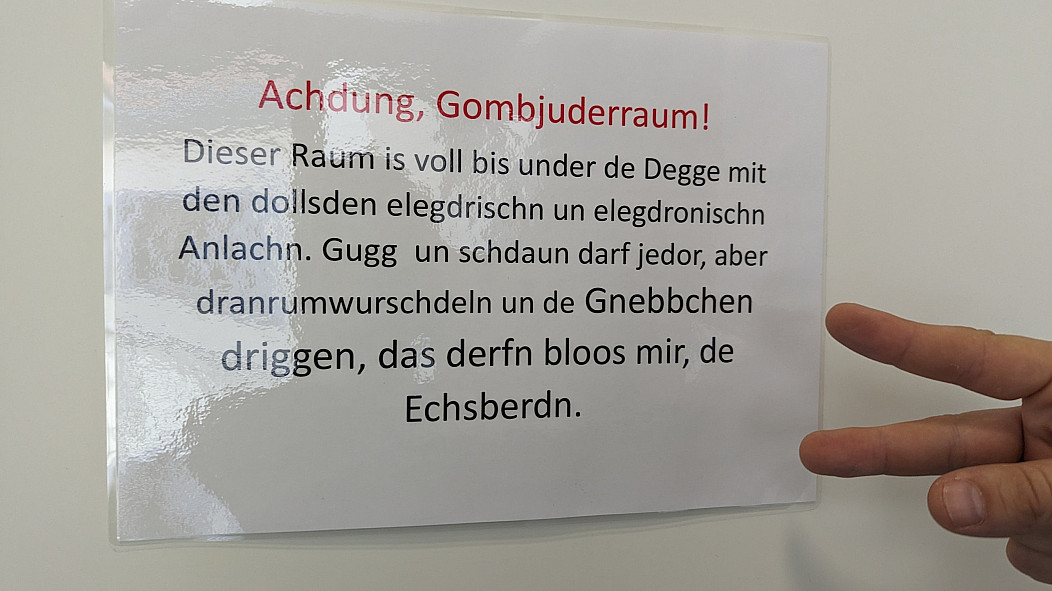 Achdung, Gombjuderraum!
Dieser Raum is voll bis under de Degge mit
den dollsden elegdrischn un elegdronischn
Anlachn. Gugg un schdaun darf jedor, aber
dranrumwurschdeln un de Gnebbchen
driggen, das derfn bloos mir, de
Echsberdn.